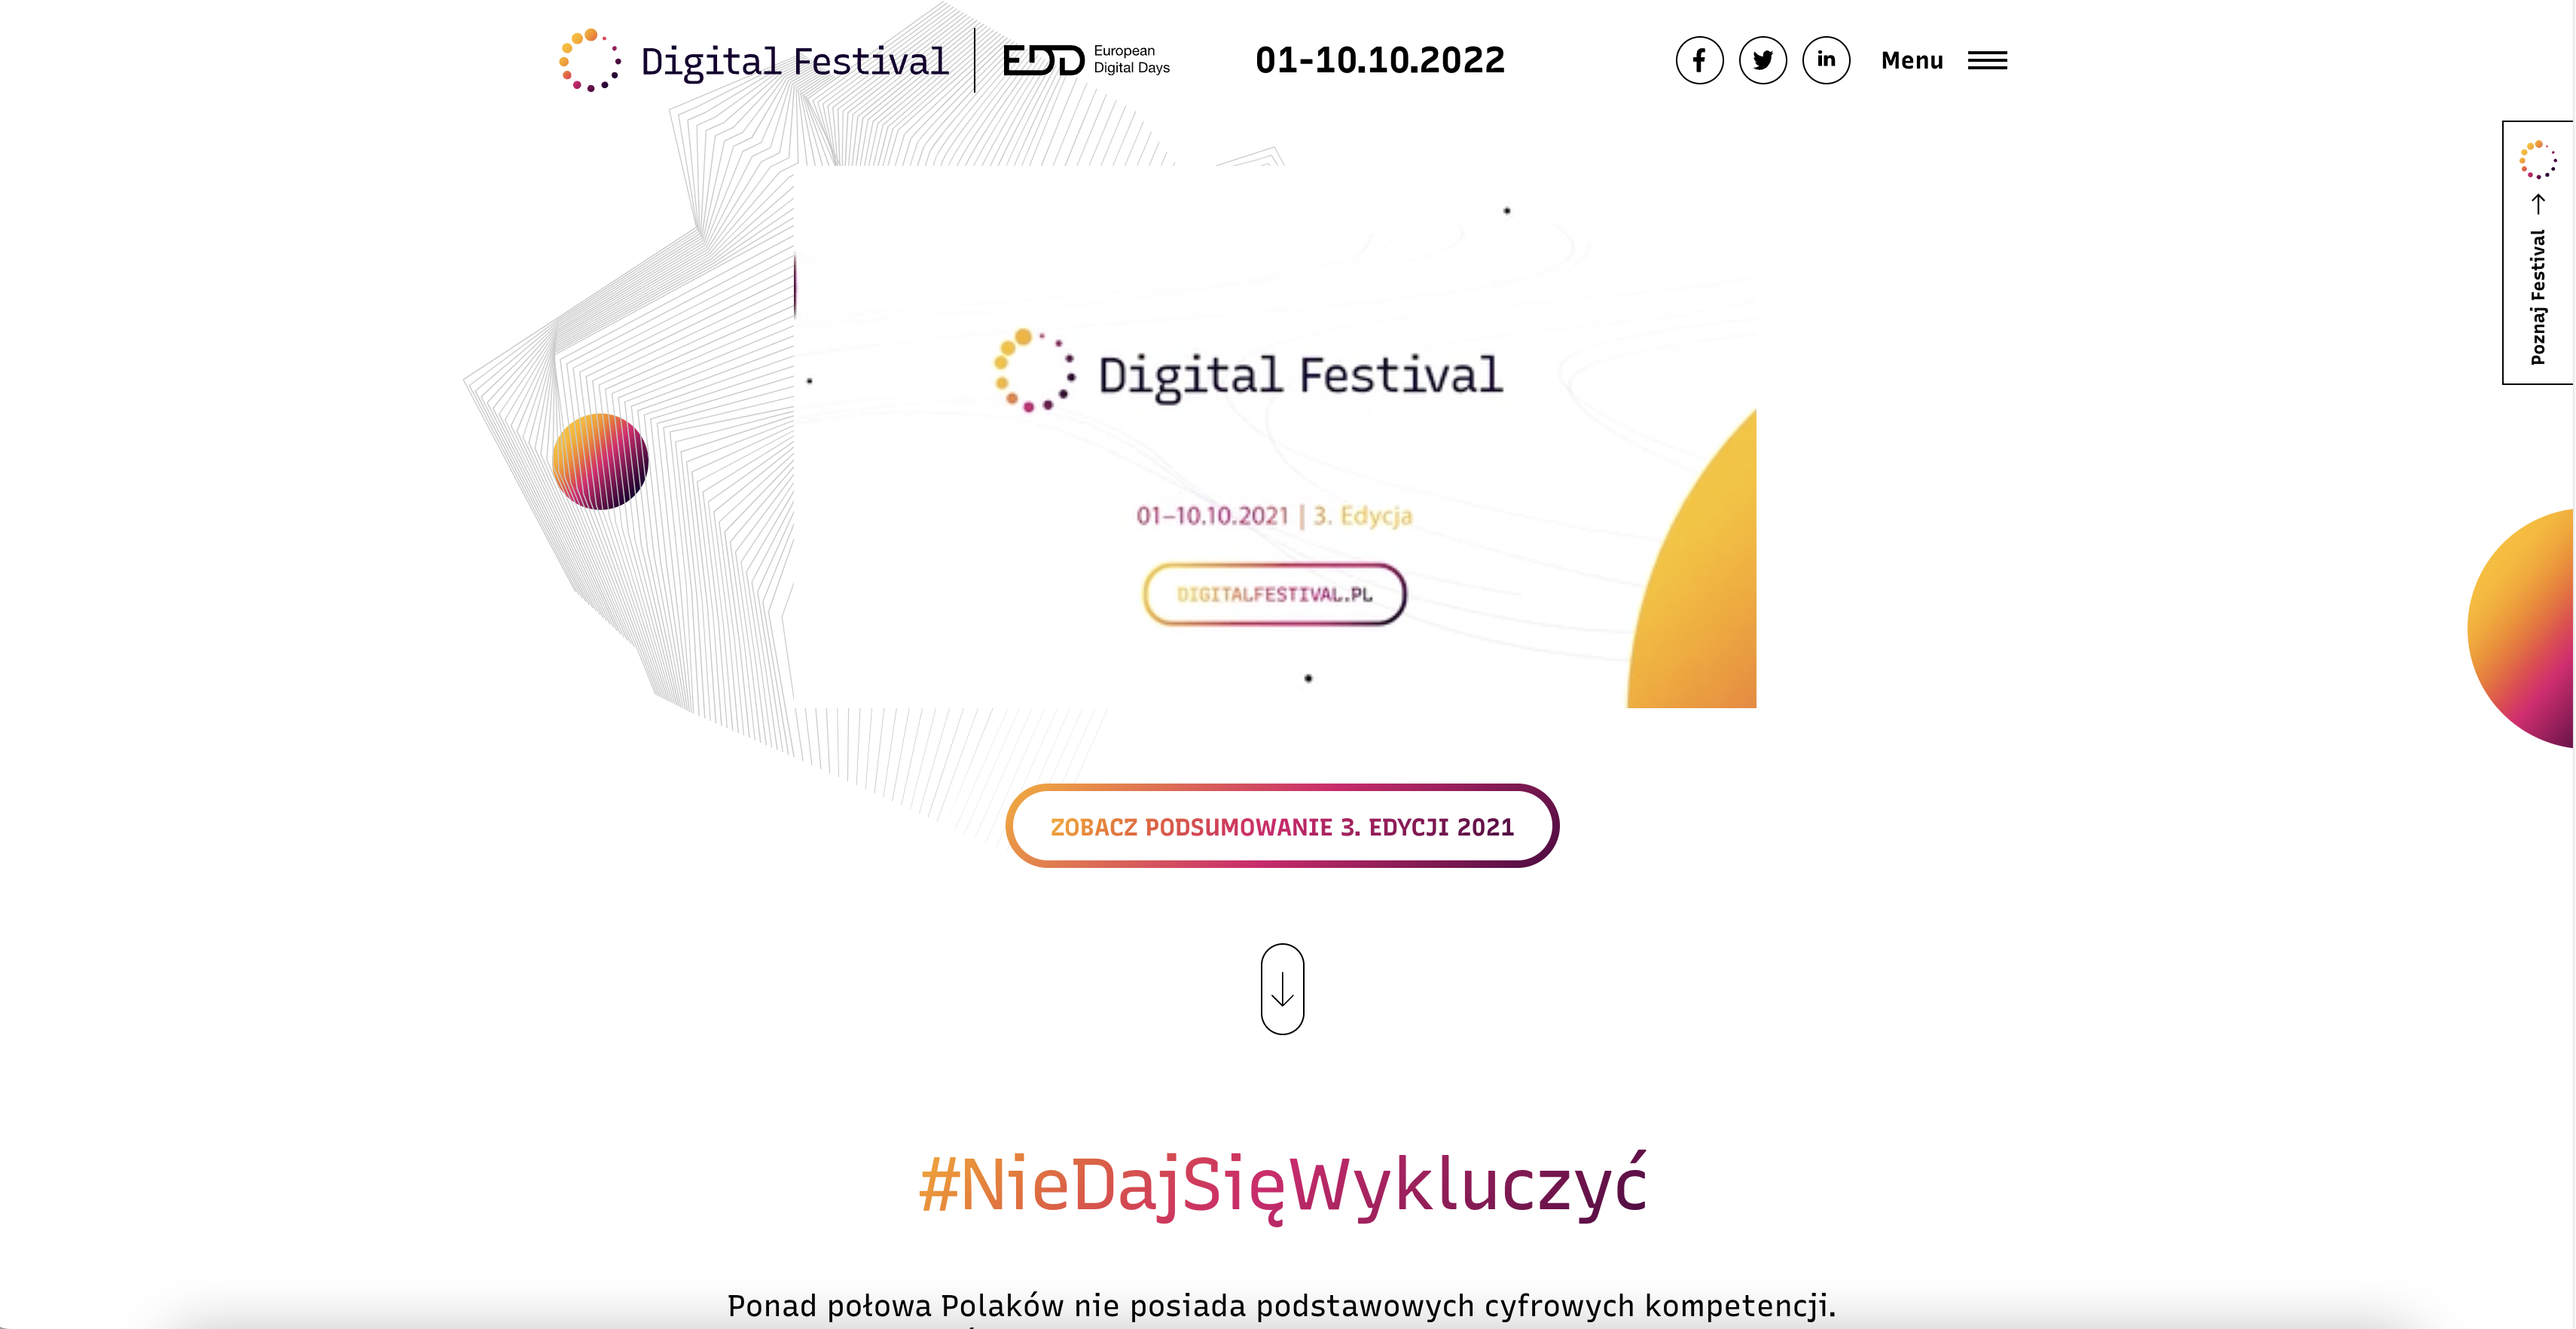 Digital Festival
EDD European
Digital Days
01-10.10.2022
Menu
Poznaj Festival
Digital Festival
01–10.10.2021 | 3. Edycja
DIGITALFESTIVAL.PL
ZOBACZ PODSUMOWANIE 3. EDYCJI 2021
#NieDajSięWykluczyć
Ponad połowa Polaków nie posiada podstawowych cyfrowych kompetencji.